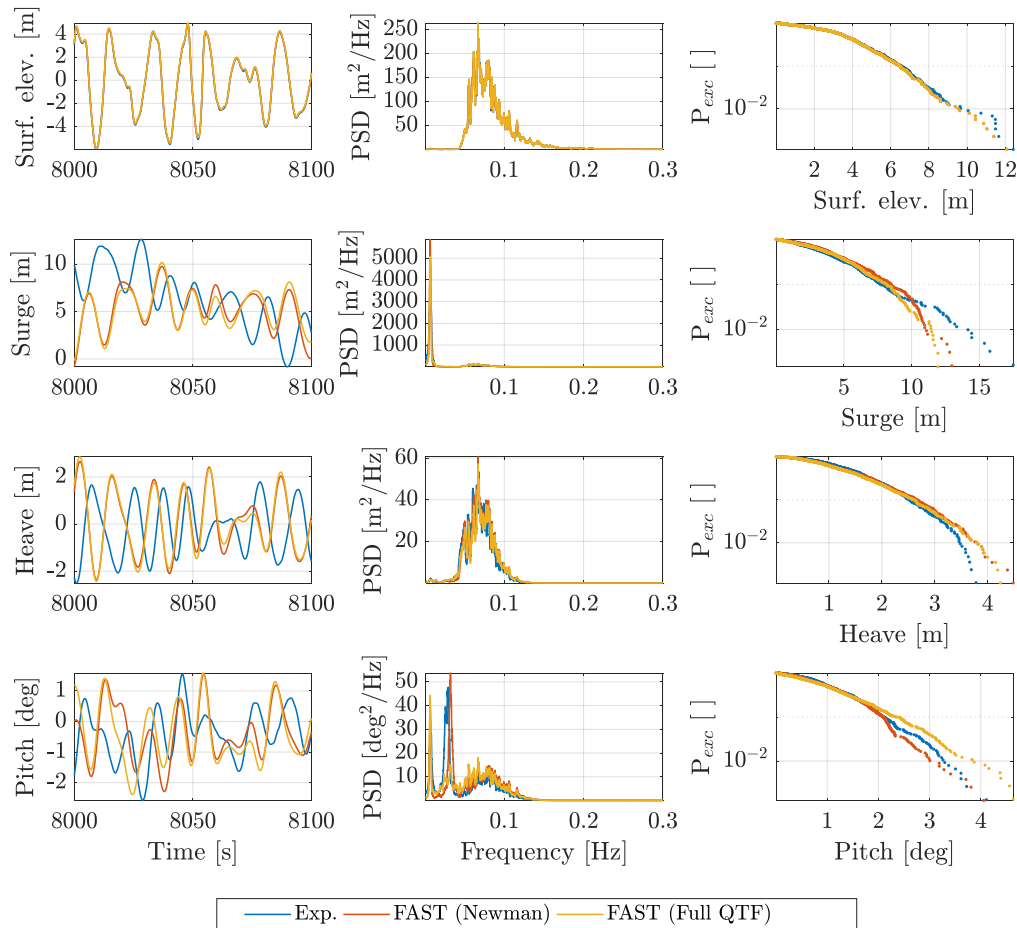 Surf. elev. [m]
4
2
0
-2
-4
8000 8050 8100
PSD [m²/Hz]
250
200
150
100
50
0.1 0.2 0.3
P_exc [ ]
10⁻²
2 4 6 8 10 12
Surf. elev. [m]
Surge [m]
10
5
0
8000 8050 8100
PSD [m²/Hz]
5000
4000
3000
2000
1000
0.1 0.2 0.3
P_exc [ ]
10⁻²
5 10 15
Surge [m]
Heave [m]
2
0
-2
8000 8050 8100
PSD [m²/Hz]
60
40
20
0.1 0.2 0.3
P_exc [ ]
10⁻²
1 2 3 4
Heave [m]
Pitch [deg]
1
0
-1
-2
8000 8050 8100
Time [s]
PSD [deg²/Hz]
50
40
30
20
10
0.1 0.2 0.3
Frequency [Hz]
P_exc [ ]
10⁻²
1 2 3 4
Pitch [deg]
Exp. FAST (Newman) FAST (Full QTF)